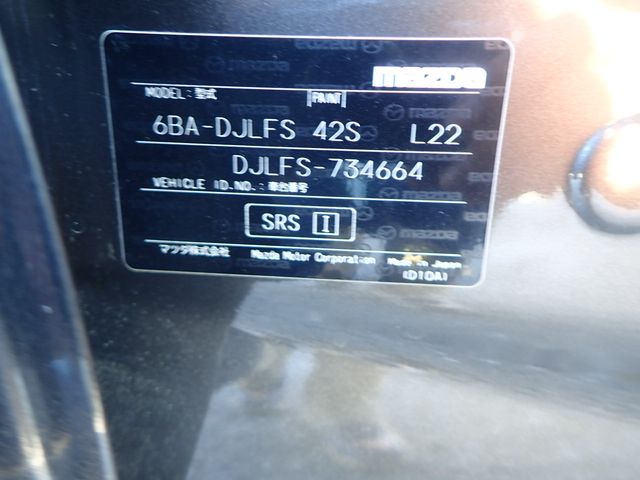 mazda
MODEL: 型式 PAINT
6BA-DJLFS 42S L22
DJLFS-734664
VEHICLE ID.NO.: 車台番号
SRS I
マツダ株式会社 Mazda Motor Corporation Made in Japan
(D10A)